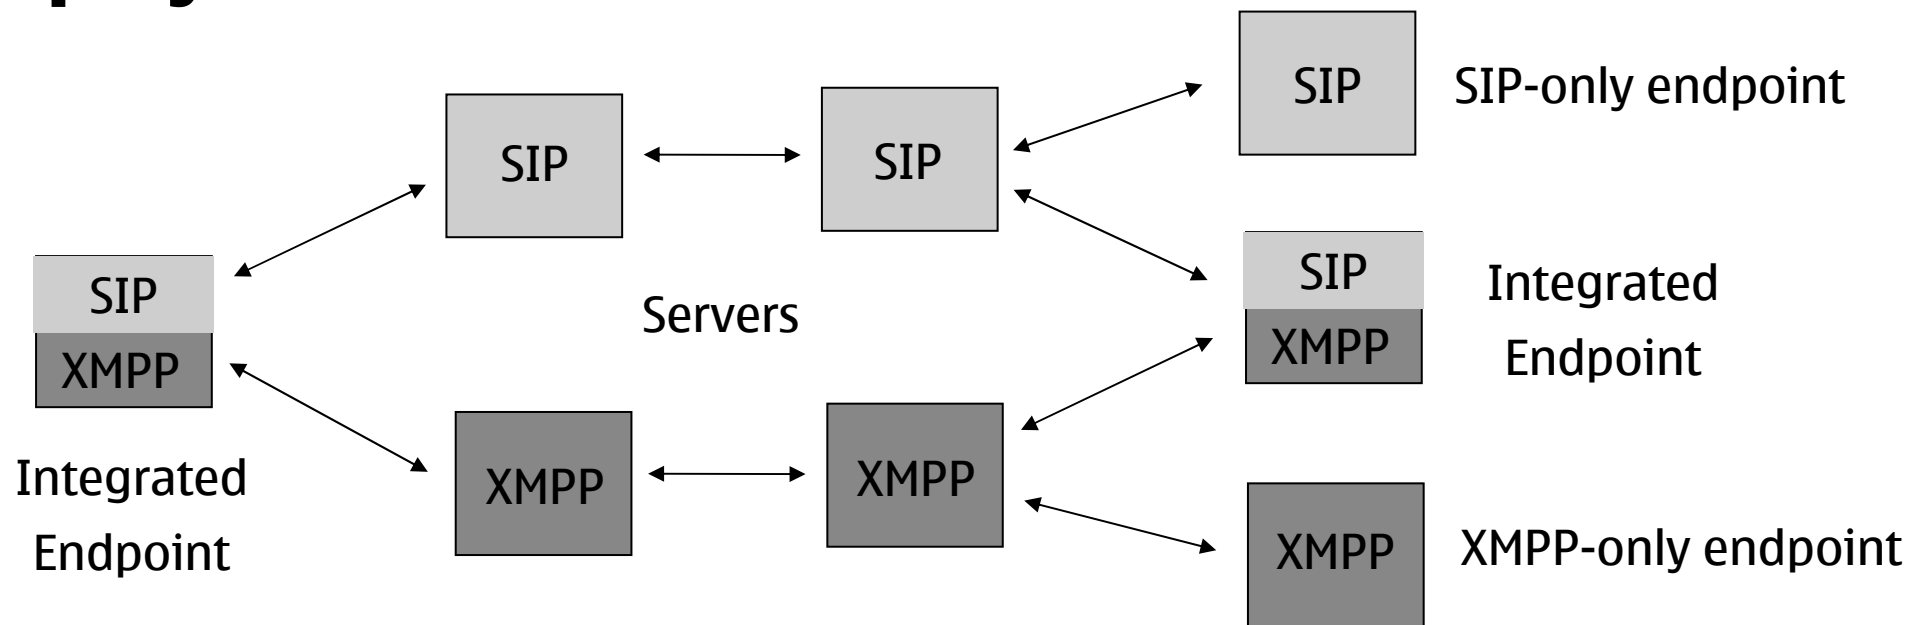 SIP
SIP-only endpoint
SIP
SIP
SIP
XMPP
Integrated
Endpoint
Servers
SIP
XMPP
Integrated
Endpoint
XMPP
XMPP
XMPP
XMPP-only endpoint